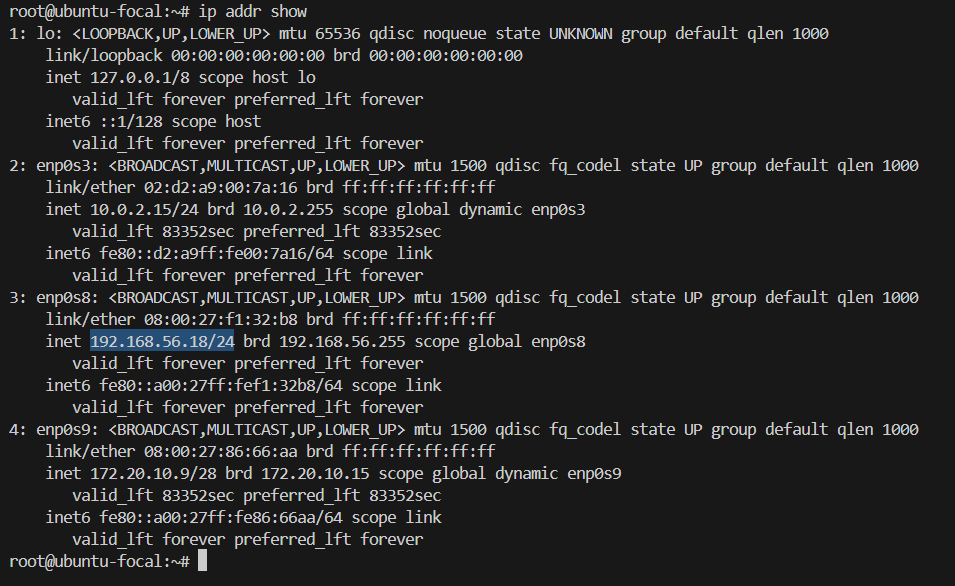 root@ubuntu-focal:~# ip addr show
1: lo: <LOOPBACK,UP,LOWER_UP> mtu 65536 qdisc noqueue state UNKNOWN group default qlen 1000
    link/loopback 00:00:00:00:00:00 brd 00:00:00:00:00:00
    inet 127.0.0.1/8 scope host lo
       valid_lft forever preferred_lft forever
    inet6 ::1/128 scope host
       valid_lft forever preferred_lft forever
2: enp0s3: <BROADCAST,MULTICAST,UP,LOWER_UP> mtu 1500 qdisc fq_codel state UP group default qlen 1000
    link/ether 02:d2:a9:00:7a:16 brd ff:ff:ff:ff:ff:ff
    inet 10.0.2.15/24 brd 10.0.2.255 scope global dynamic enp0s3
       valid_lft 83352sec preferred_lft 83352sec
    inet6 fe80::d2:a9ff:fe00:7a16/64 scope link
       valid_lft forever preferred_lft forever
3: enp0s8: <BROADCAST,MULTICAST,UP,LOWER_UP> mtu 1500 qdisc fq_codel state UP group default qlen 1000
    link/ether 08:00:27:f1:32:b8 brd ff:ff:ff:ff:ff:ff
    inet 192.168.56.18/24 brd 192.168.56.255 scope global enp0s8
       valid_lft forever preferred_lft forever
    inet6 fe80::a00:27ff:fef1:32b8/64 scope link
       valid_lft forever preferred_lft forever
4: enp0s9: <BROADCAST,MULTICAST,UP,LOWER_UP> mtu 1500 qdisc fq_codel state UP group default qlen 1000
    link/ether 08:00:27:86:66:aa brd ff:ff:ff:ff:ff:ff
    inet 172.20.10.9/28 brd 172.20.10.15 scope global dynamic enp0s9
       valid_lft 83352sec preferred_lft 83352sec
    inet6 fe80::a00:27ff:fe86:66aa/64 scope link
       valid_lft forever preferred_lft forever
root@ubuntu-focal:~#